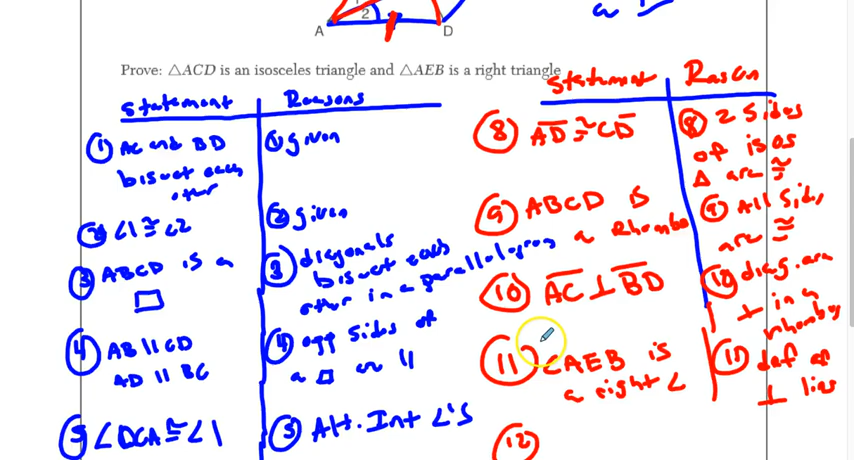 1
2
A
D
a
Prove: △ACD is an isosceles triangle and △AEB is a right triangle
Statement Reasons
① AC and BD
bisect each
other
① given
② ∠1 ≅ ∠2
② given
③ ABCD is a
▱
③ diagonals
bisect each
other in a parallelogram
④ AB || CD
AD || BC
④ opp sides of
a ▱ are ||
⑤ ∠DCA ≅ ∠1
⑤ Alt. Int ∠'s
Statement Reason
⑧ AD ≅ CD
⑧ 2 sides
of isos
△ are ≅
⑨ ABCD is
a Rhombus
⑨ All sides
are ≅
⑩ AC ⊥ BD
⑩ diag. are
⊥ in a
rhombus
⑪ ∠AEB is
a right ∠
⑪ def of
⊥ lines
⑫